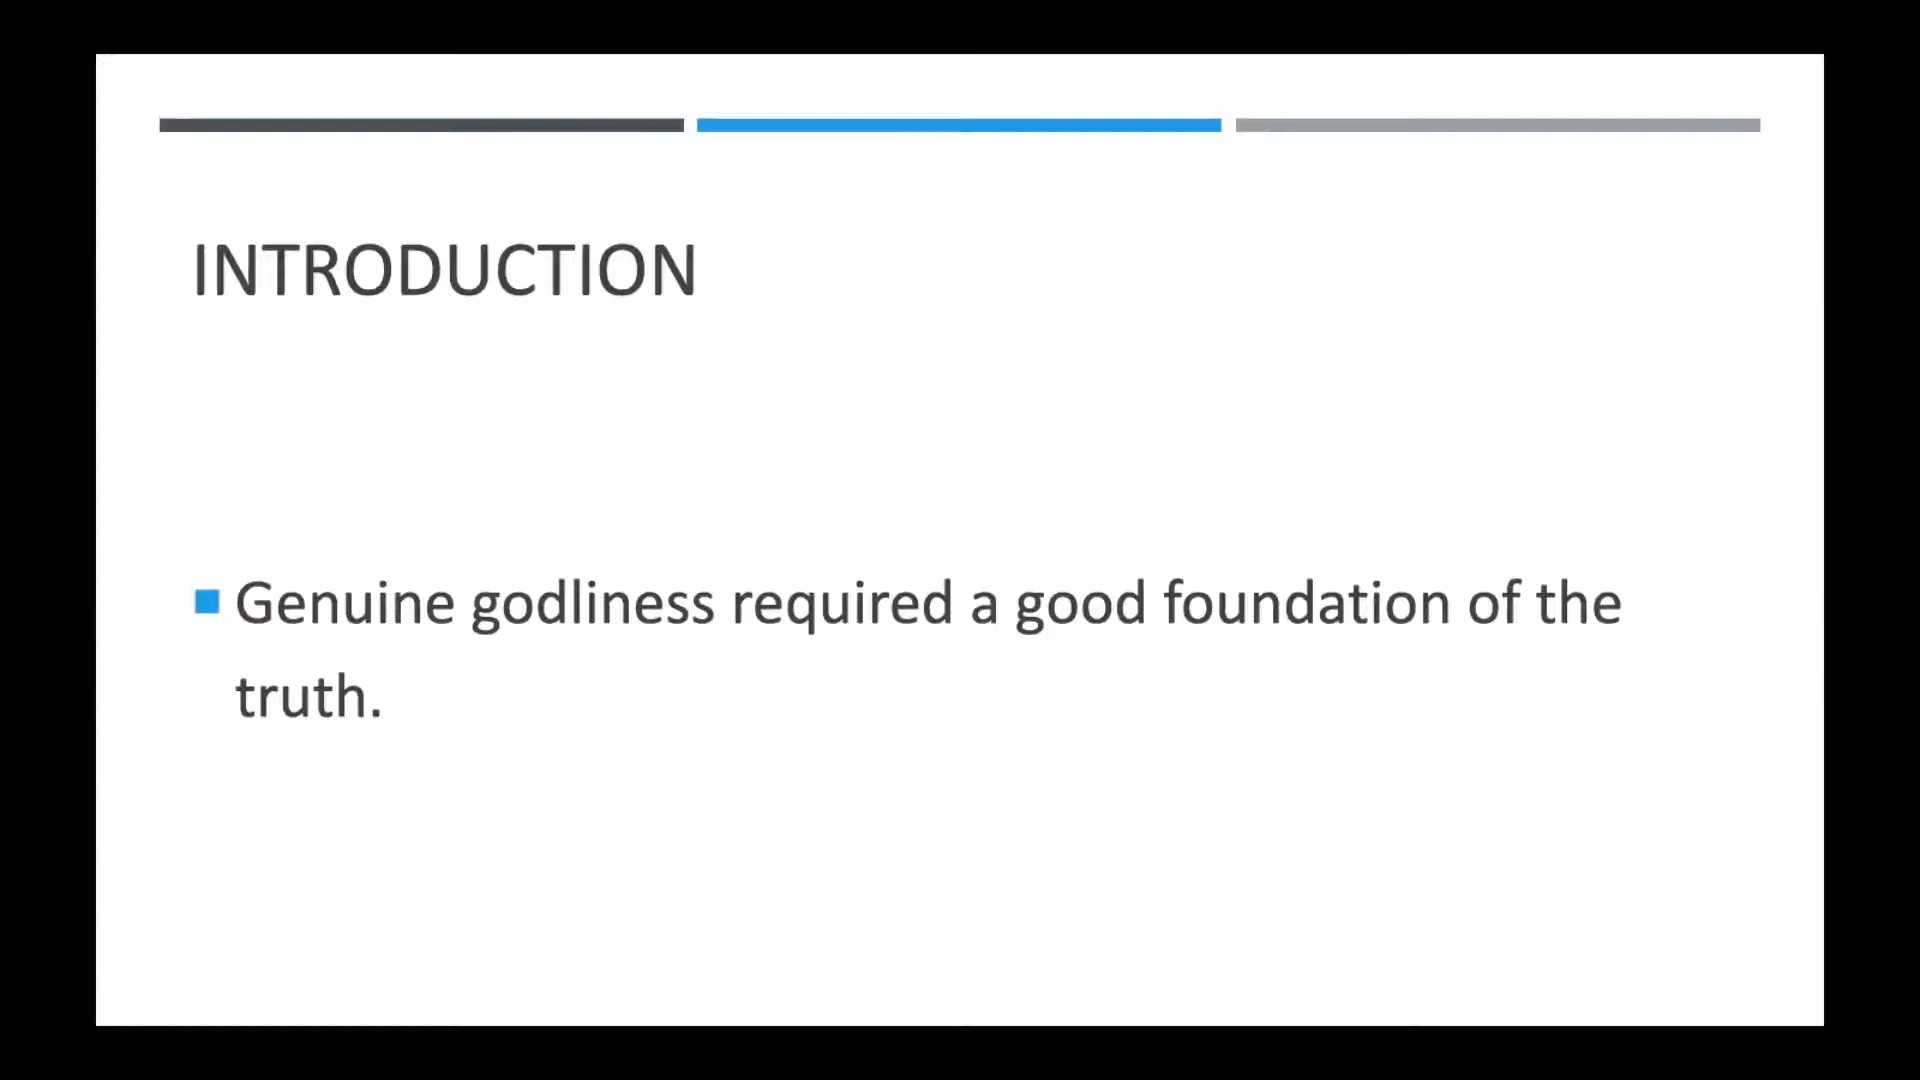 INTRODUCTION
Genuine godliness required a good foundation of the
truth.